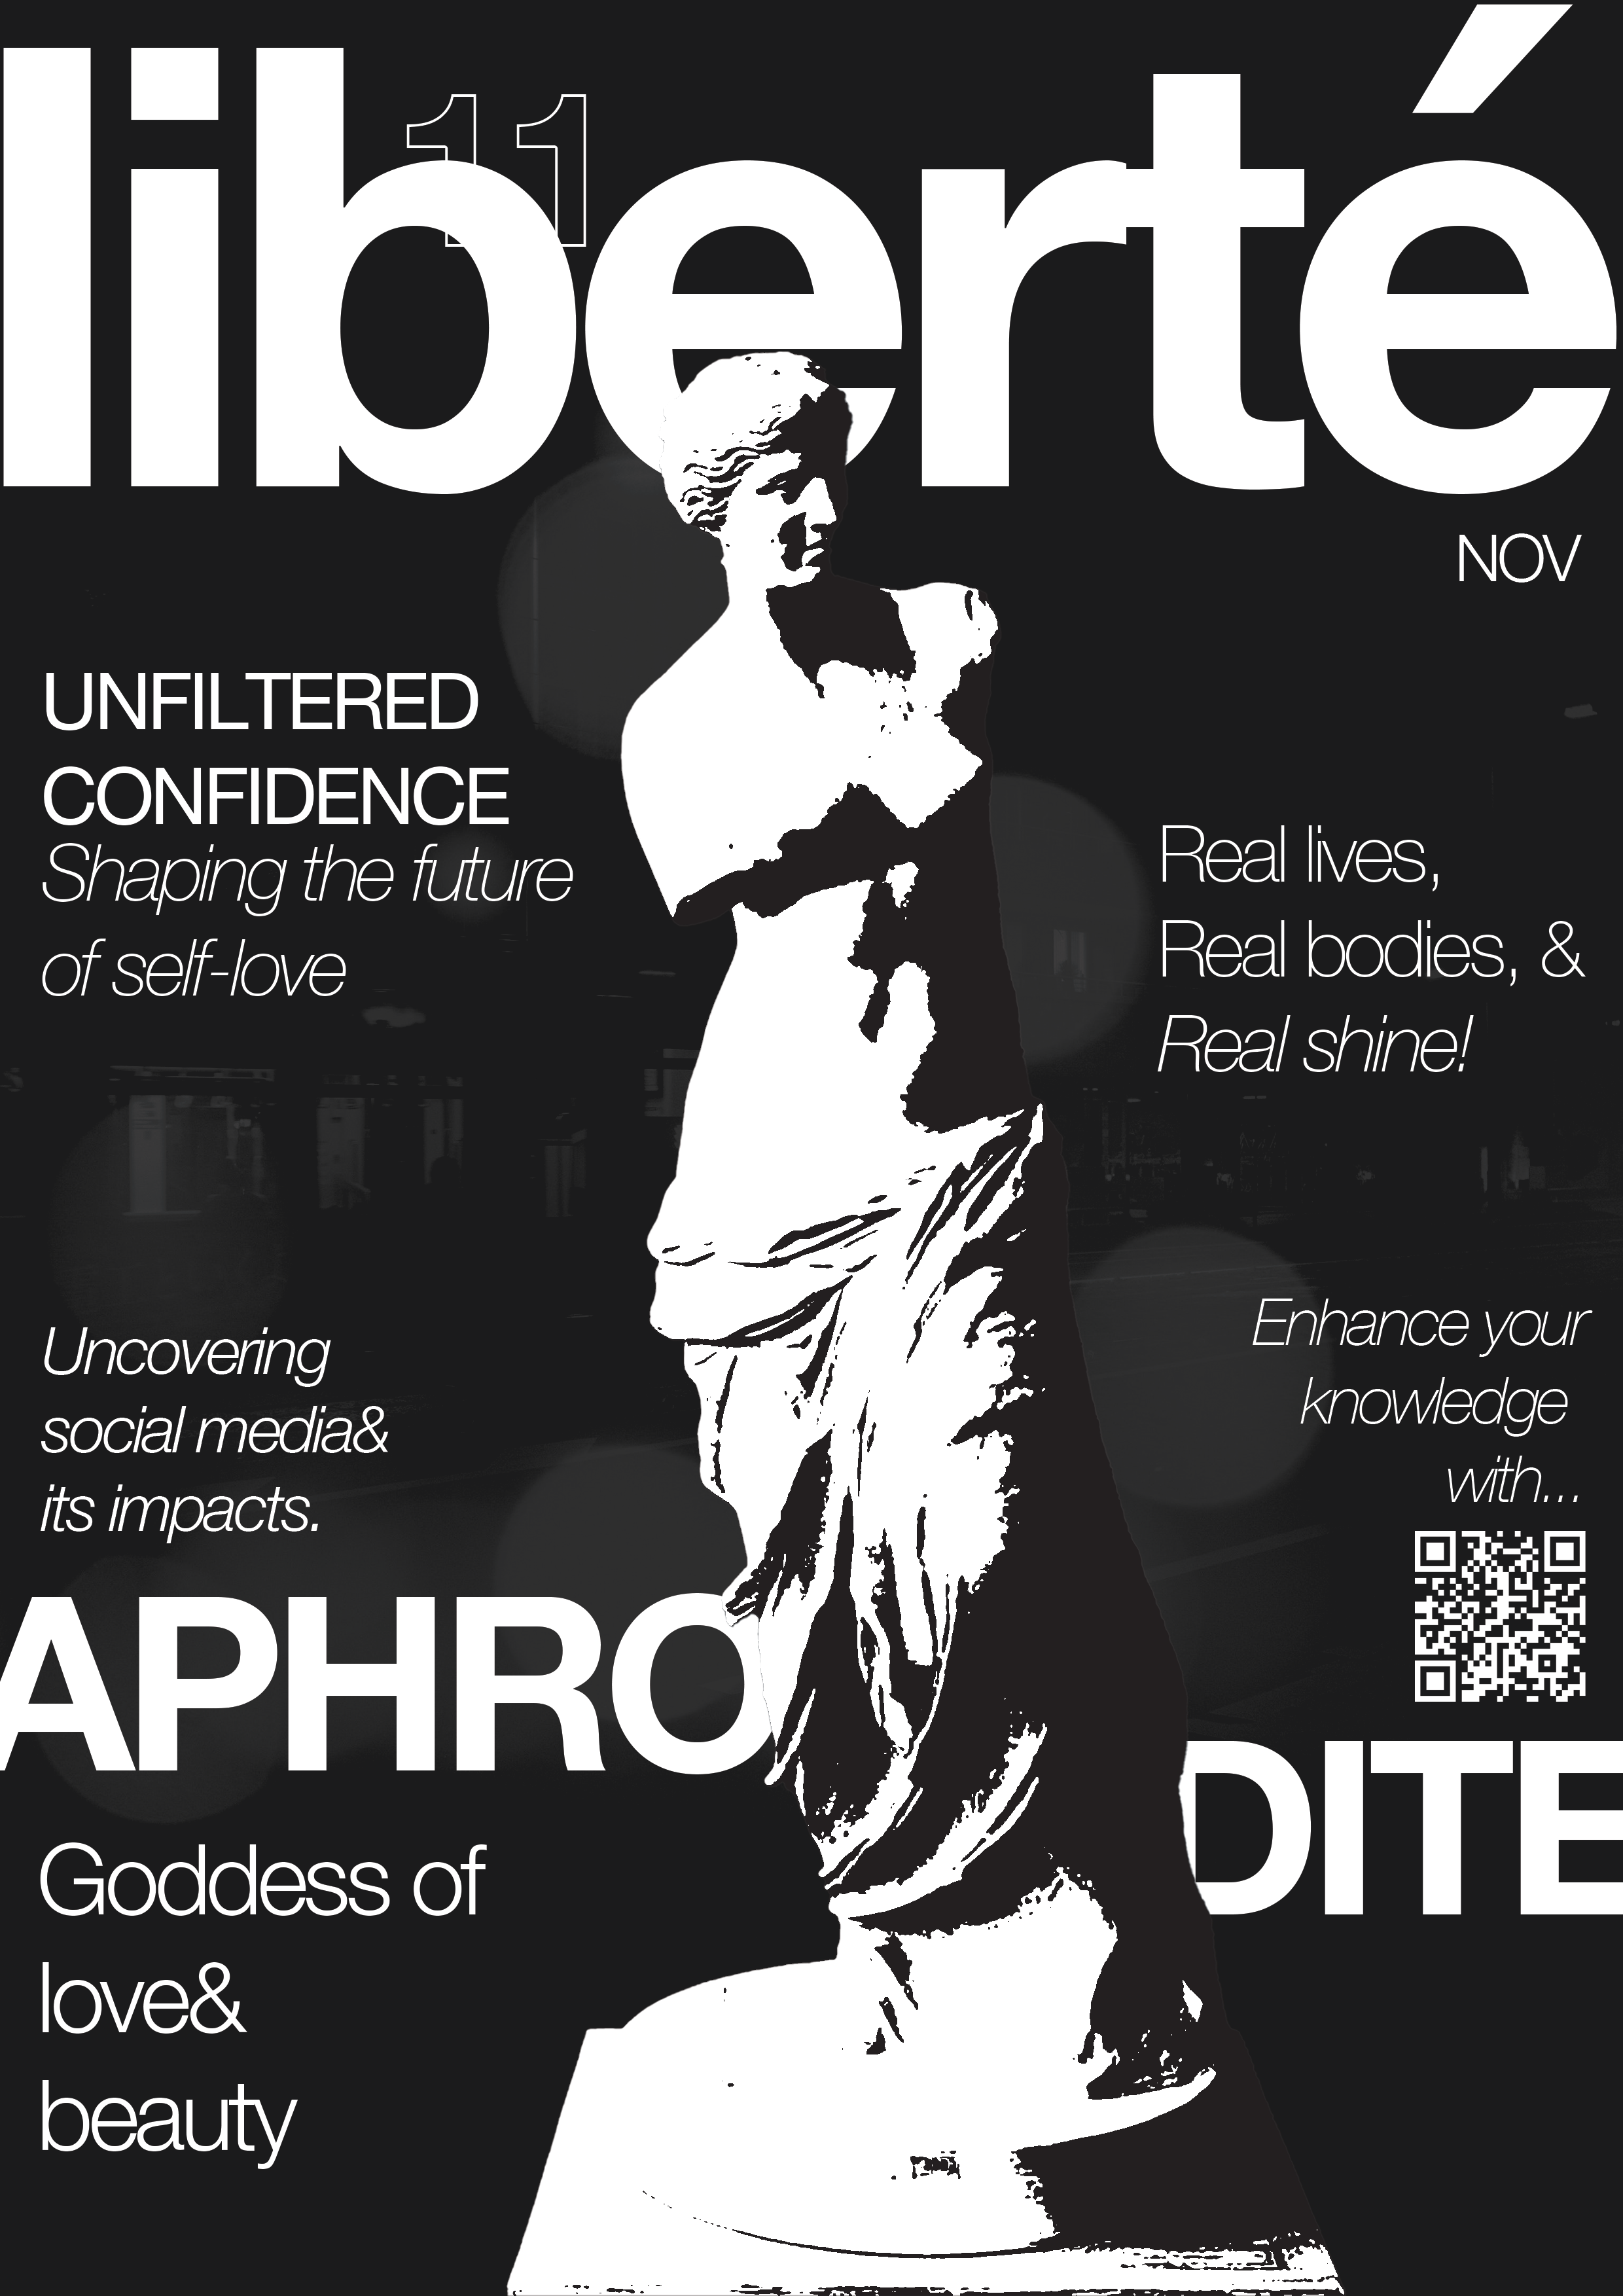 liberté
11
NOV
UNFILTERED
CONFIDENCE
Shaping the future
of self-love
Real lives,
Real bodies, &
Real shine!
Uncovering
social media&
its impacts.
Enhance your
knowledge
with...
APHRO
DITE
Goddess of
love&
beauty